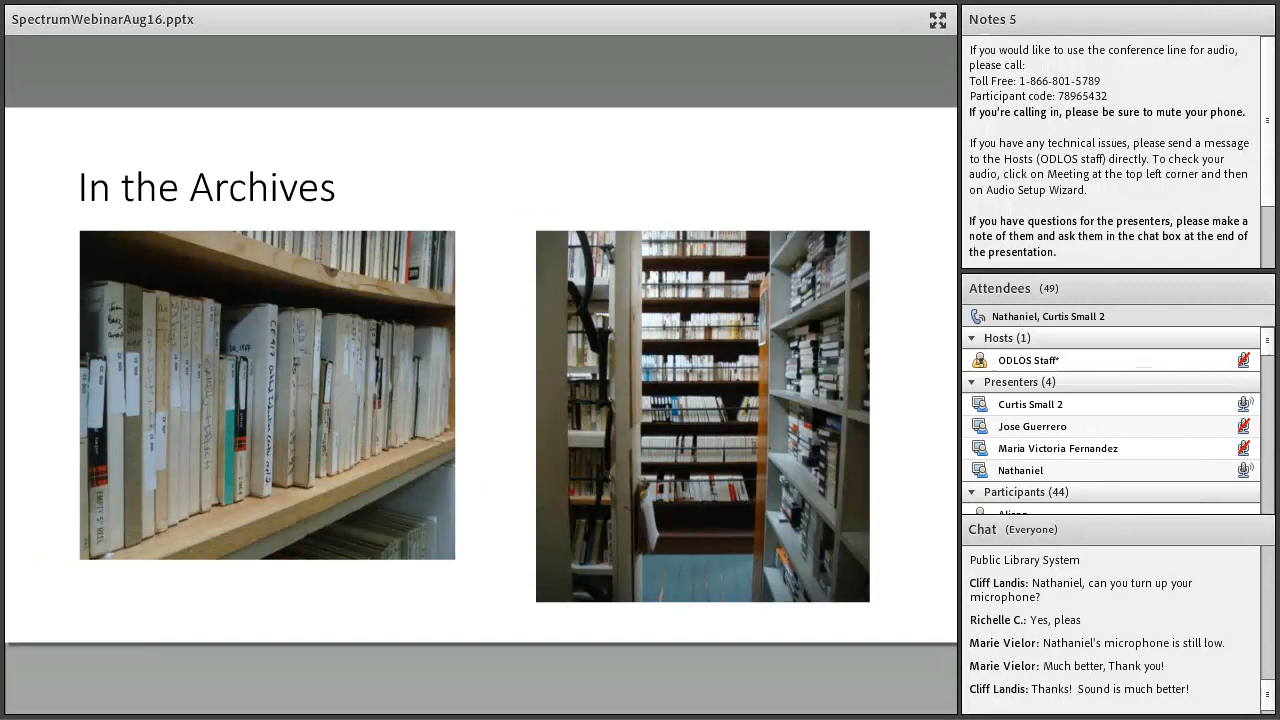 SpectrumWebinarAug16.pptx
In the Archives
Notes 5
If you would like to use the conference line for audio,
please call:
Toll Free: 1-866-801-5789
Participant code: 78965432
If you're calling in, please be sure to mute your phone.
If you have any technical issues, please send a message
to the Hosts (ODLOS staff) directly. To check your
audio, click on Meeting at the top left corner and then
on Audio Setup Wizard.
If you have questions for the presenters, please make a
note of them and ask them in the chat box at the end of
the presentation.
Attendees (49)
Nathaniel, Curtis Small 2
Hosts (1)
ODLOS Staff*
Presenters (4)
Curtis Small 2
Jose Guerrero
Maria Victoria Fernandez
Nathaniel
Participants (44)
Chat (Everyone)
Public Library System
Cliff Landis: Nathaniel, can you turn up your
microphone?
Richelle C.: Yes, pleas
Marie Vielor: Nathaniel's microphone is still low.
Marie Vielor: Much better, Thank you!
Cliff Landis: Thanks! Sound is much better!